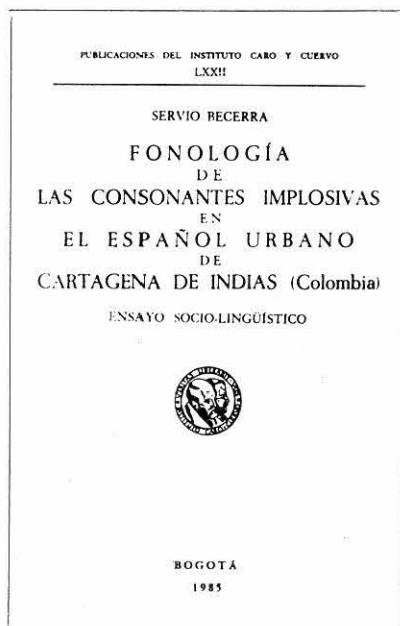 PUBLICACIONES DEL INSTITUTO CARO Y CUERVO
LXXII
SERVIO BECERRA
FONOLOGÍA
DE
LAS CONSONANTES IMPLOSIVAS
EN
EL ESPAÑOL URBANO
DE
CARTAGENA DE INDIAS (Colombia)
ENSAYO SOCIO-LINGÜÍSTICO
BOGOTÁ
1985